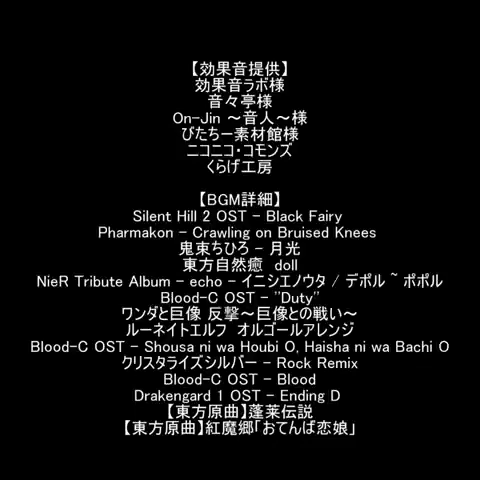 【効果音提供】
効果音ラボ様
音々亭様
On-Jin ～音人～様
びたちー素材館様
ニコニコ・コモンズ
くらげ工房
【BGM詳細】
Silent Hill 2 OST - Black Fairy
Pharmakon - Crawling on Bruised Knees
鬼束ちひろ - 月光
東方自然癒　doll
NieR Tribute Album - echo - イニシエノウタ / デポル ~ ポポル
Blood-C OST - "Duty"
ワンダと巨像 反撃～巨像との戦い～
ルーネイトエルフ　オルゴールアレンジ
Blood-C OST - Shousa ni wa Houbi O, Haisha ni wa Bachi O
クリスタライズシルバー - Rock Remix
Blood-C OST - Blood
Drakengard 1 OST - Ending D
【東方原曲】蓬莱伝説
【東方原曲】紅魔郷「おてんば恋娘」